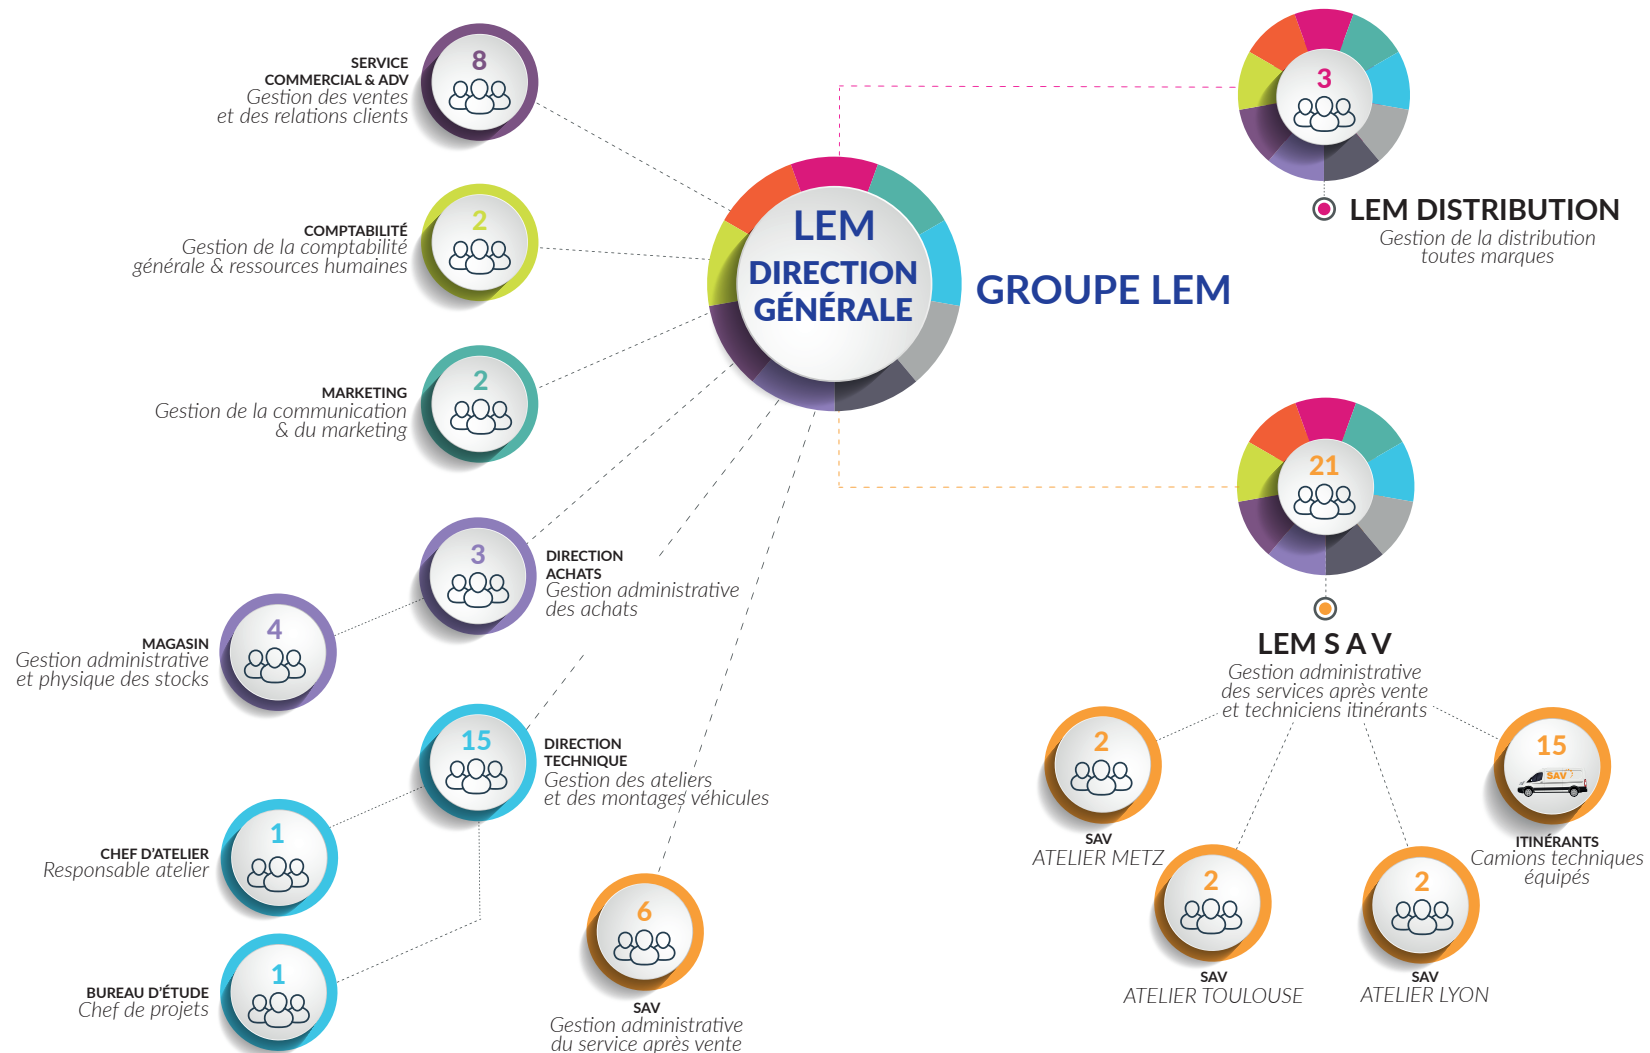 8
SERVICE
COMMERCIAL & ADV
Gestion des ventes
et des relations clients
2
COMPTABILITÉ
Gestion de la comptabilité
générale & ressources humaines
2
MARKETING
Gestion de la communication
& du marketing
LEM
DIRECTION
GÉNÉRALE
GROUPE LEM
3
LEM DISTRIBUTION
Gestion de la distribution
toutes marques
3
DIRECTION
ACHATS
Gestion administrative
des achats
4
MAGASIN
Gestion administrative
et physique des stocks
15
DIRECTION
TECHNIQUE
Gestion des ateliers
et des montages véhicules
1
CHEF D'ATELIER
Responsable atelier
1
BUREAU D'ÉTUDE
Chef de projets
6
SAV
Gestion administrative
du service après vente
21
LEM S A V
Gestion administrative
des services après vente
et techniciens itinérants
2
SAV
ATELIER METZ
2
SAV
ATELIER TOULOUSE
2
SAV
ATELIER LYON
15
SAV
ITINÉRANTS
Camions techniques
équipés